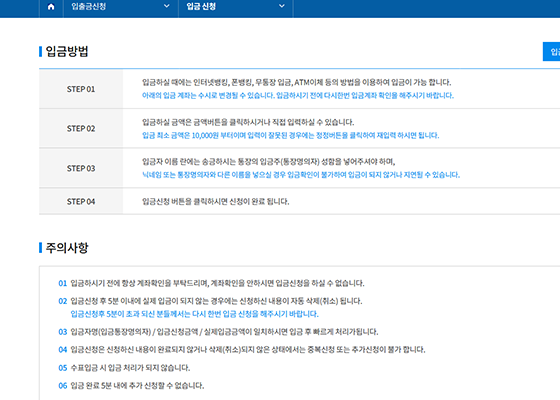 입출금신청
입금 신청
입금방법
입금
STEP 01
입금하실 때에는 인터넷뱅킹, 폰뱅킹, 무통장 입금, ATM이체 등의 방법을 이용하여 입금이 가능 합니다.
아래의 입금 계좌는 수시로 변경될 수 있습니다. 입금하시기 전에 다시한번 입금계좌 확인을 해주시기 바랍니다.
STEP 02
입금하실 금액은 금액버튼을 클릭하시거나 직접 입력하실 수 있습니다.
입금 최소 금액은 10,000원 부터이며 입력이 잘못된 경우에는 정정버튼을 클릭하여 재입력 하시면 됩니다.
STEP 03
입금자 이름 란에는 송금하시는 통장의 입금주(통장명의자) 성함을 넣어주셔야 하며,
닉네임 또는 통장명의자와 다른 이름을 넣으실 경우 입금확인이 불가하여 입금이 되지 않거나 지연될 수 있습니다.
STEP 04
입금신청 버튼을 클릭하시면 신청이 완료 됩니다.
주의사항
01 입금하시기 전에 항상 계좌확인을 부탁드리며, 계좌확인을 안하시면 입금신청을 하실 수 없습니다.
02 입금신청 후 5분 이내에 실제 입금이 되지 않는 경우에는 신청하신 내용이 자동 삭제(취소) 됩니다.
입금신청후 5분이 초과 되신 분들께서는 다시 한번 입금 신청을 해주시기 바랍니다.
03 입금자명(입금통장명의자) / 입금신청금액 / 실제입금금액이 일치하시면 입금 후 빠르게 처리가됩니다.
04 입금신청은 신청하신 내용이 완료되지 않거나 삭제(취소)되지 않은 상태에서는 중복신청 또는 추가신청이 불가 합니다.
05 수표입금 시 입금 처리가 되지 않습니다.
06 입금 완료 5분 내에 추가 신청할 수 없습니다.